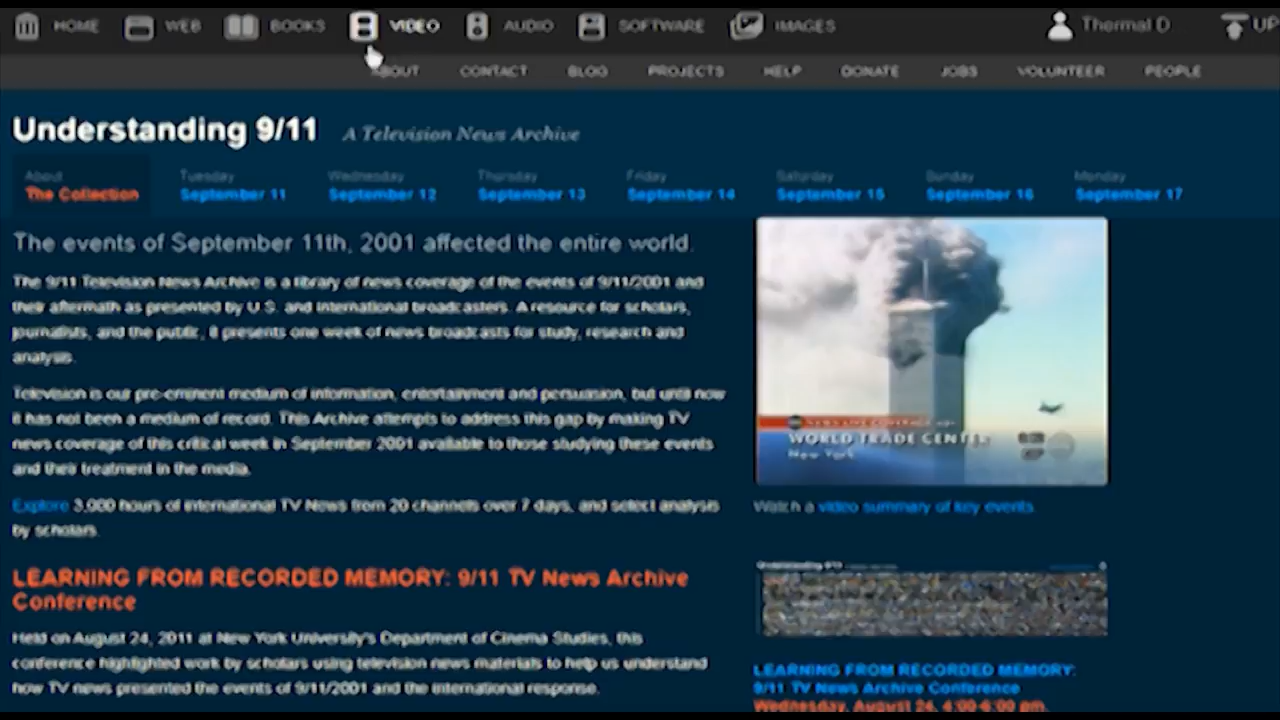 HOME WEB BOOKS VIDEO AUDIO SOFTWARE IMAGES Thermal D UP
ABOUT CONTACT BLOG PROJECTS HELP DONATE JOBS VOLUNTEER PEOPLE
Understanding 9/11 A Television News Archive
About Tuesday Wednesday Thursday Friday Saturday Sunday Monday
The Collection September 11 September 12 September 13 September 14 September 15 September 16 September 17
The events of September 11th, 2001 affected the entire world.
The 9/11 Television News Archive is a library of news coverage of the events of 9/11/2001 and
their aftermath as presented by U.S. and international broadcasters. A resource for scholars,
journalists, and the public, it presents one week of news broadcasts for study, research and
analysis.
Television is our pre-eminent medium of information, entertainment and persuasion, but until now
it has not been a medium of record. This Archive attempts to address this gap by making TV
news coverage of this critical week in September 2001 available to those studying these events
and their treatment in the media.
Explore 3,000 hours of international TV News from 20 channels over 7 days, and select analysis
by scholars.
LEARNING FROM RECORDED MEMORY: 9/11 TV News Archive
Conference
Held on August 24, 2011 at New York University's Department of Cinema Studies, this
conference highlighted work by scholars using television news materials to help us understand
how TV news presented the events of 9/11/2001 and the international response.
WORLD TRADE CENTER
New York
Watch a video summary of key events.
Understanding 9/11
LEARNING FROM RECORDED MEMORY:
9/11 TV News Archive Conference
Wednesday, August 24, 4:00-6:00 pm,